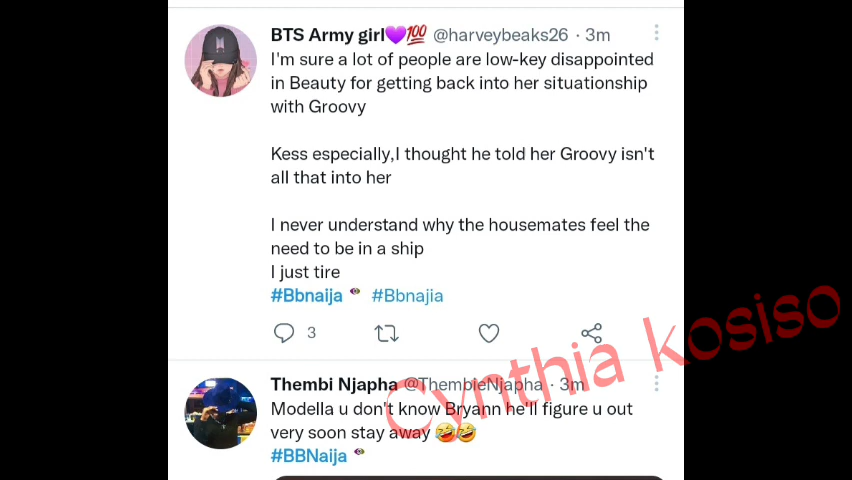 BTS Army girl💜💯 @harveybeaks26 · 3m
I'm sure a lot of people are low-key disappointed
in Beauty for getting back into her situationship
with Groovy
Kess especially,I thought he told her Groovy isn't
all that into her
I never understand why the housemates feel the
need to be in a ship
I just tire
#Bbnaija #Bbnajia
3
Thembi Njapha @ThembieNjapha · 3m
Modella u don't know Bryann he'll figure u out
very soon stay away 🤣🤣
#BBNaija
Cynthia kosiso